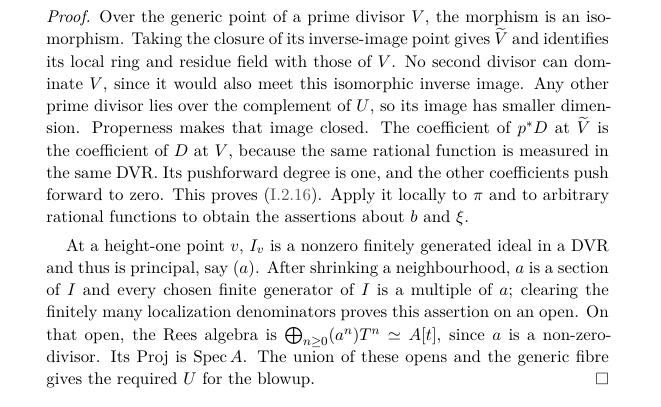 Proof. Over the generic point of a prime divisor V, the morphism is an iso-
morphism. Taking the closure of its inverse-image point gives Ṽ and identifies
its local ring and residue field with those of V. No second divisor can dom-
inate V, since it would also meet this isomorphic inverse image. Any other
prime divisor lies over the complement of U, so its image has smaller dimen-
sion. Properness makes that image closed. The coefficient of p*D at Ṽ is
the coefficient of D at V, because the same rational function is measured in
the same DVR. Its pushforward degree is one, and the other coefficients push
forward to zero. This proves (I.2.16). Apply it locally to π and to arbitrary
rational functions to obtain the assertions about b and ξ.
At a height-one point v, I_v is a nonzero finitely generated ideal in a DVR
and thus is principal, say (a). After shrinking a neighbourhood, a is a section
of I and every chosen finite generator of I is a multiple of a; clearing the
finitely many localization denominators proves this assertion on an open. On
that open, the Rees algebra is ⊕_{n≥0}(a^n)T^n ≃ A[t], since a is a non-zero-
divisor. Its Proj is Spec A. The union of these opens and the generic fibre
gives the required U for the blowup. □